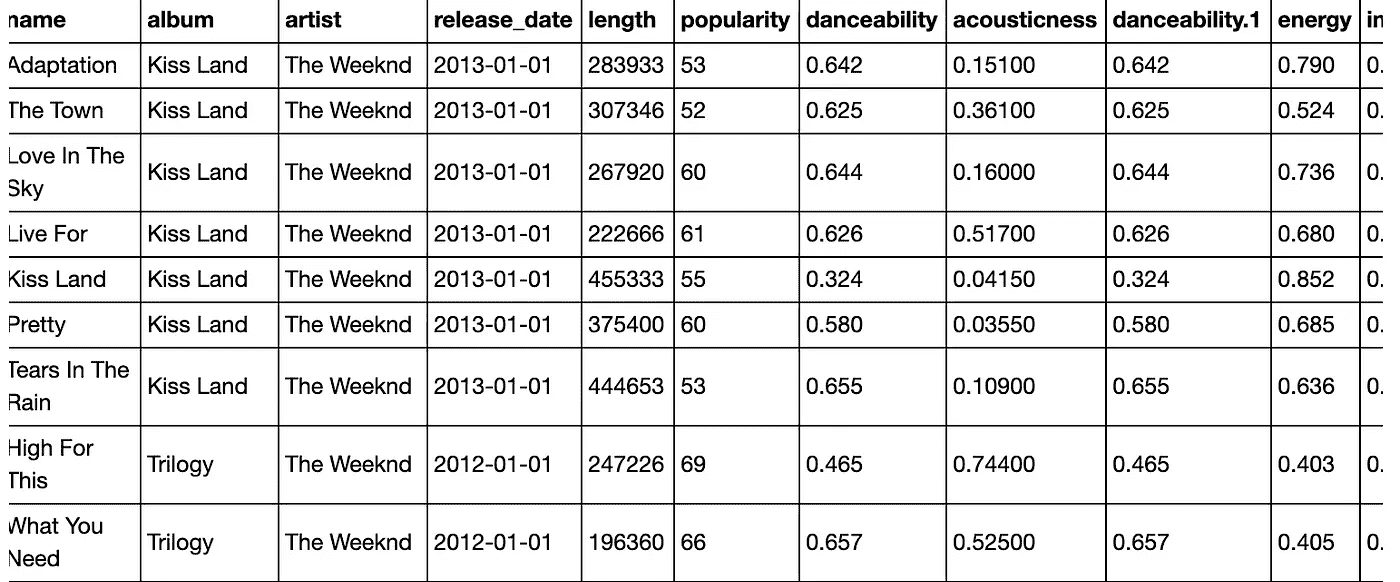 name album artist release_date length popularity danceability acousticness danceability.1 energy in
Adaptation Kiss Land The Weeknd 2013-01-01 283933 53 0.642 0.15100 0.642 0.790 0.
The Town Kiss Land The Weeknd 2013-01-01 307346 52 0.625 0.36100 0.625 0.524 0.
Love In The
Sky Kiss Land The Weeknd 2013-01-01 267920 60 0.644 0.16000 0.644 0.736 0.
Live For Kiss Land The Weeknd 2013-01-01 222666 61 0.626 0.51700 0.626 0.680 0.
Kiss Land Kiss Land The Weeknd 2013-01-01 455333 55 0.324 0.04150 0.324 0.852 0.
Pretty Kiss Land The Weeknd 2013-01-01 375400 60 0.580 0.03550 0.580 0.685 0.
Tears In The
Rain Kiss Land The Weeknd 2013-01-01 444653 53 0.655 0.10900 0.655 0.636 0.
High For
This Trilogy The Weeknd 2012-01-01 247226 69 0.465 0.74400 0.465 0.403 0.
What You
Need Trilogy The Weeknd 2012-01-01 196360 66 0.657 0.52500 0.657 0.405 0.